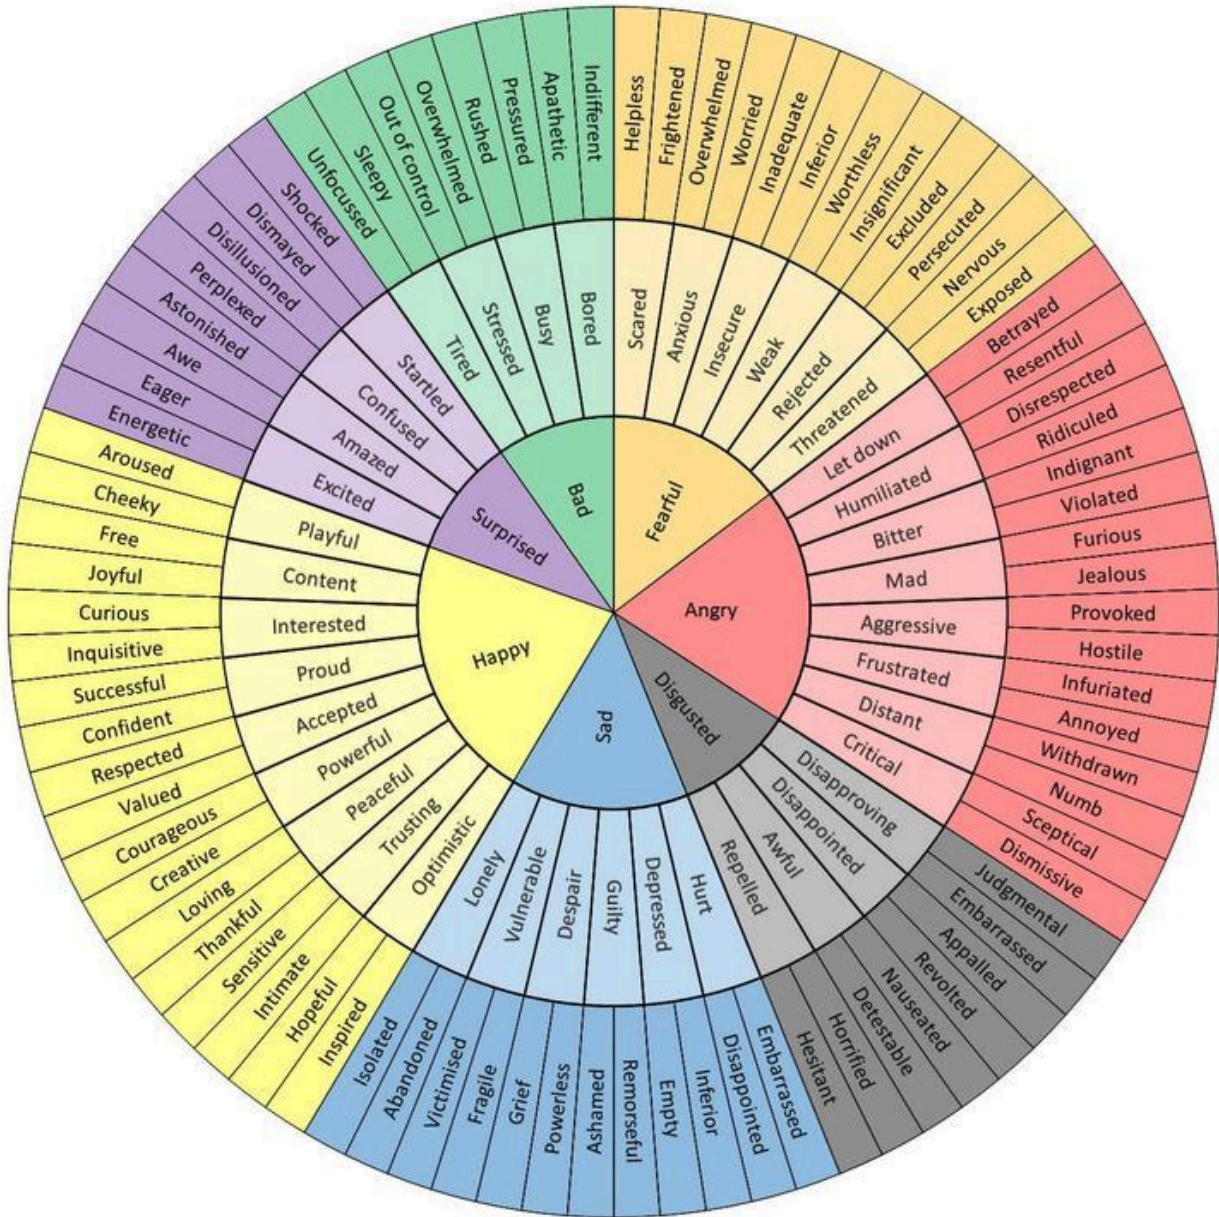 Fearful
Angry
Disgusted
Sad
Happy
Surprised
Bad
Scared
Anxious
Insecure
Weak
Rejected
Threatened
Let down
Humiliated
Bitter
Mad
Aggressive
Frustrated
Distant
Critical
Disapproving
Disappointed
Awful
Repelled
Hurt
Depressed
Guilty
Despair
Vulnerable
Lonely
Optimistic
Trusting
Peaceful
Powerful
Accepted
Proud
Interested
Content
Playful
Excited
Amazed
Confused
Startled
Tired
Stressed
Busy
Bored
Helpless
Frightened
Overwhelmed
Worried
Inadequate
Inferior
Worthless
Insignificant
Excluded
Persecuted
Nervous
Exposed
Betrayed
Resentful
Disrespected
Ridiculed
Indignant
Violated
Furious
Jealous
Provoked
Hostile
Infuriated
Annoyed
Withdrawn
Numb
Sceptical
Dismissive
Judgmental
Embarrassed
Appalled
Revolted
Nauseated
Detestable
Horrified
Hesitant
Embarrassed
Disappointed
Inferior
Empty
Remorseful
Ashamed
Powerless
Grief
Fragile
Victimised
Abandoned
Isolated
Inspired
Hopeful
Intimate
Sensitive
Thankful
Loving
Creative
Courageous
Valued
Respected
Confident
Successful
Inquisitive
Curious
Joyful
Free
Cheeky
Aroused
Energetic
Eager
Awe
Astonished
Perplexed
Disillusioned
Dismayed
Shocked
Unfocussed
Sleepy
Out of control
Overwhelmed
Rushed
Pressured
Apathetic
Indifferent